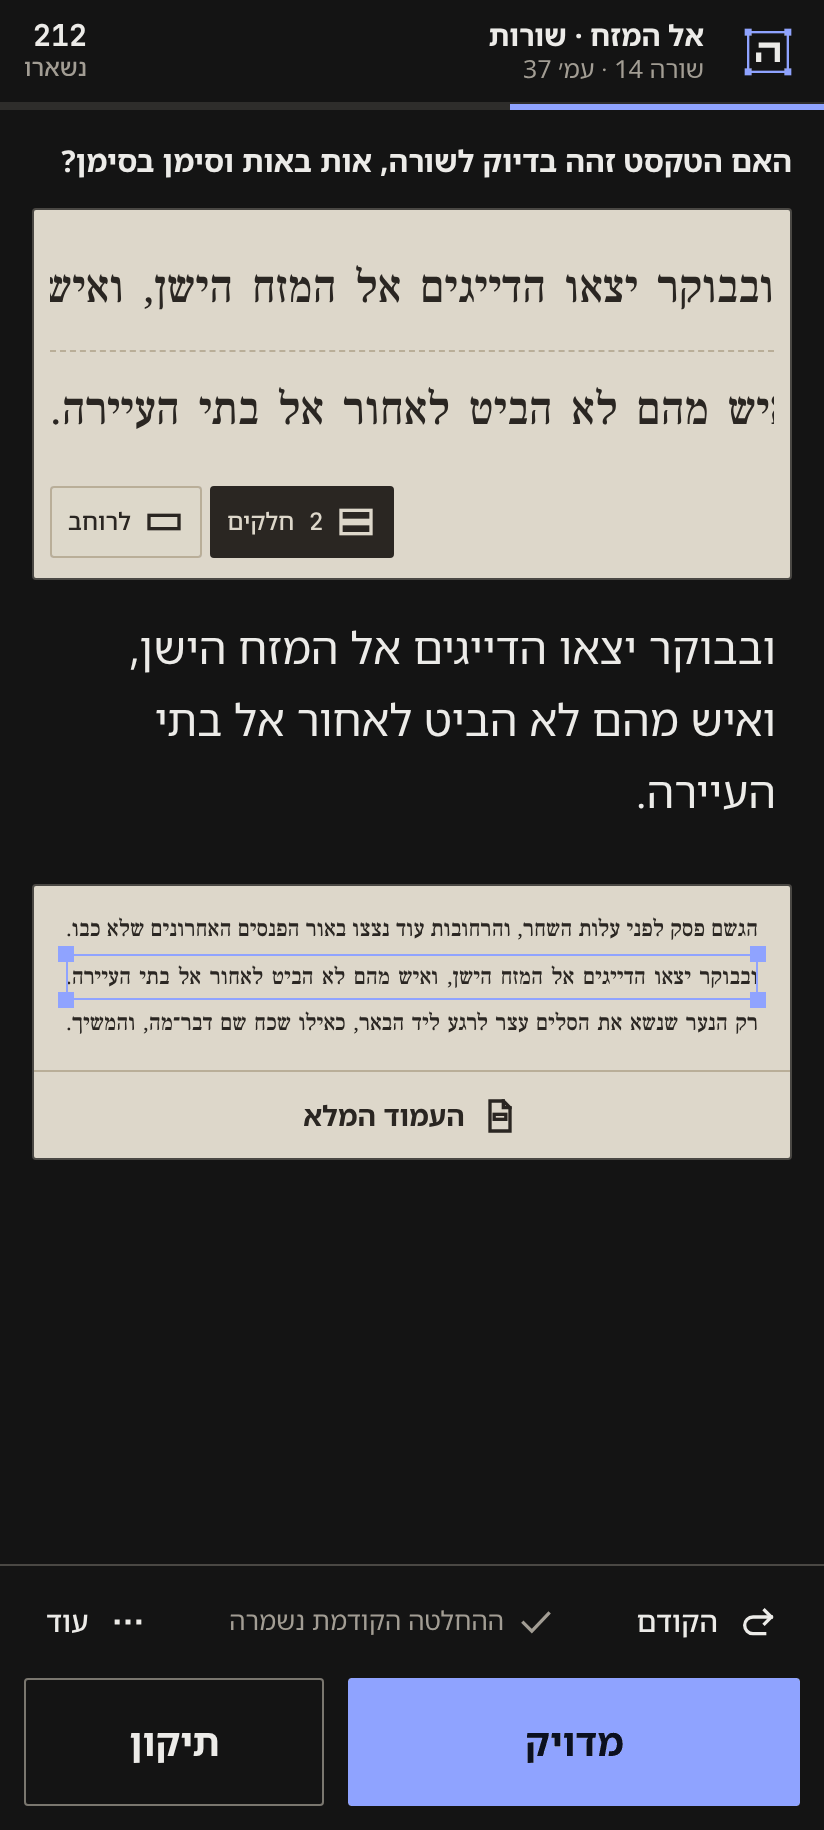 ה
אל המזח · שורות
שורה 14 · עמ׳ 37
212
נשארו
האם הטקסט זהה בדיוק לשורה, אות באות וסימן בסימן?
ובבוקר יצאו הדייגים אל המזח הישן, ואיש
איש מהם לא הביט לאחור אל בתי העיירה.
2 חלקים
לרוחב
ובבוקר יצאו הדייגים אל המזח הישן,
ואיש מהם לא הביט לאחור אל בתי
העיירה.
הגשם פסק לפני עלות השחר, והרחובות עוד נצצו באור הפנסים האחרונים שלא כבו.
ובבוקר יצאו הדייגים אל המזח הישן, ואיש מהם לא הביט לאחור אל בתי העיירה.
רק הנער שנשא את הסלים עצר לרגע ליד הבאר, כאילו שכח שם דבר־מה, והמשיך.
העמוד המלא
הקודם
ההחלטה הקודמת נשמרה
עוד
מדויק
תיקון